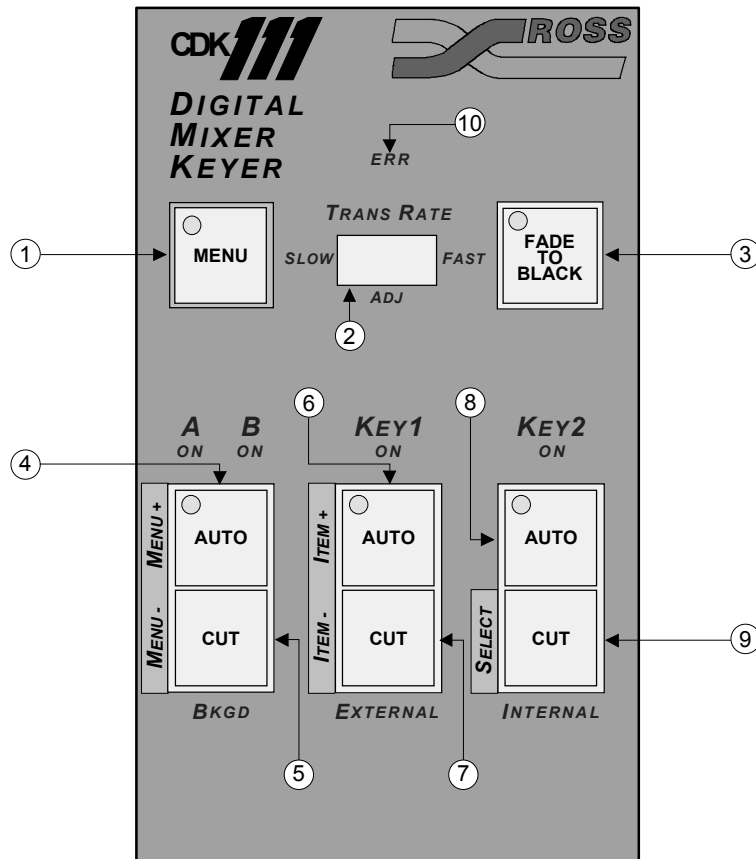 CDK111
ROSS
DIGITAL
MIXER
KEYER
10
ERR
TRANS RATE
1
MENU
SLOW
FAST
FADE
TO
BLACK
3
ADJ
2
6
8
A B
KEY1
KEY2
ON ON
ON
ON
4
MENU +
AUTO
ITEM +
AUTO
AUTO
MENU -
CUT
ITEM -
CUT
SELECT
CUT
9
BKGD
EXTERNAL
INTERNAL
5
7